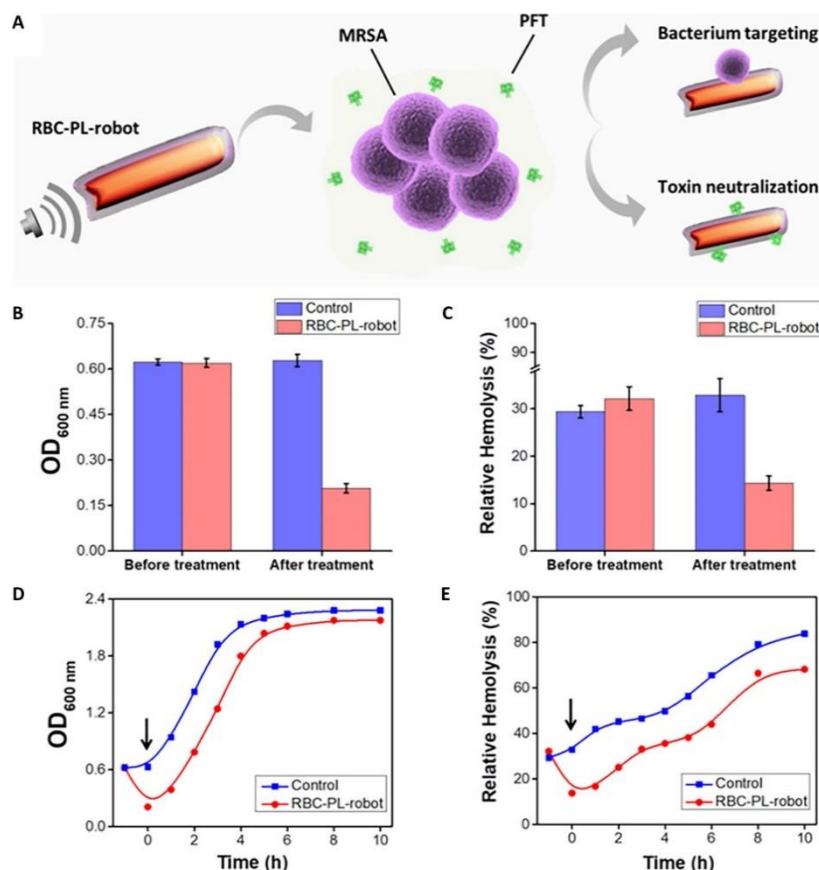 A
MRSA
PFT
Bacterium targeting
RBC-PL-robot
Toxin neutralization
B
Control
RBC-PL-robot
0.75
0.60
0.45
0.30
0.15
0.00
OD600 nm
Before treatment
After treatment
C
Control
RBC-PL-robot
100
90
30
20
10
0
Relative Hemolysis (%)
Before treatment
After treatment
D
2.4
1.8
1.2
0.6
0.0
OD600 nm
Control
RBC-PL-robot
0 2 4 6 8 10
Time (h)
E
100
80
60
40
20
0
Relative Hemolysis (%)
Control
RBC-PL-robot
0 2 4 6 8 10
Time (h)